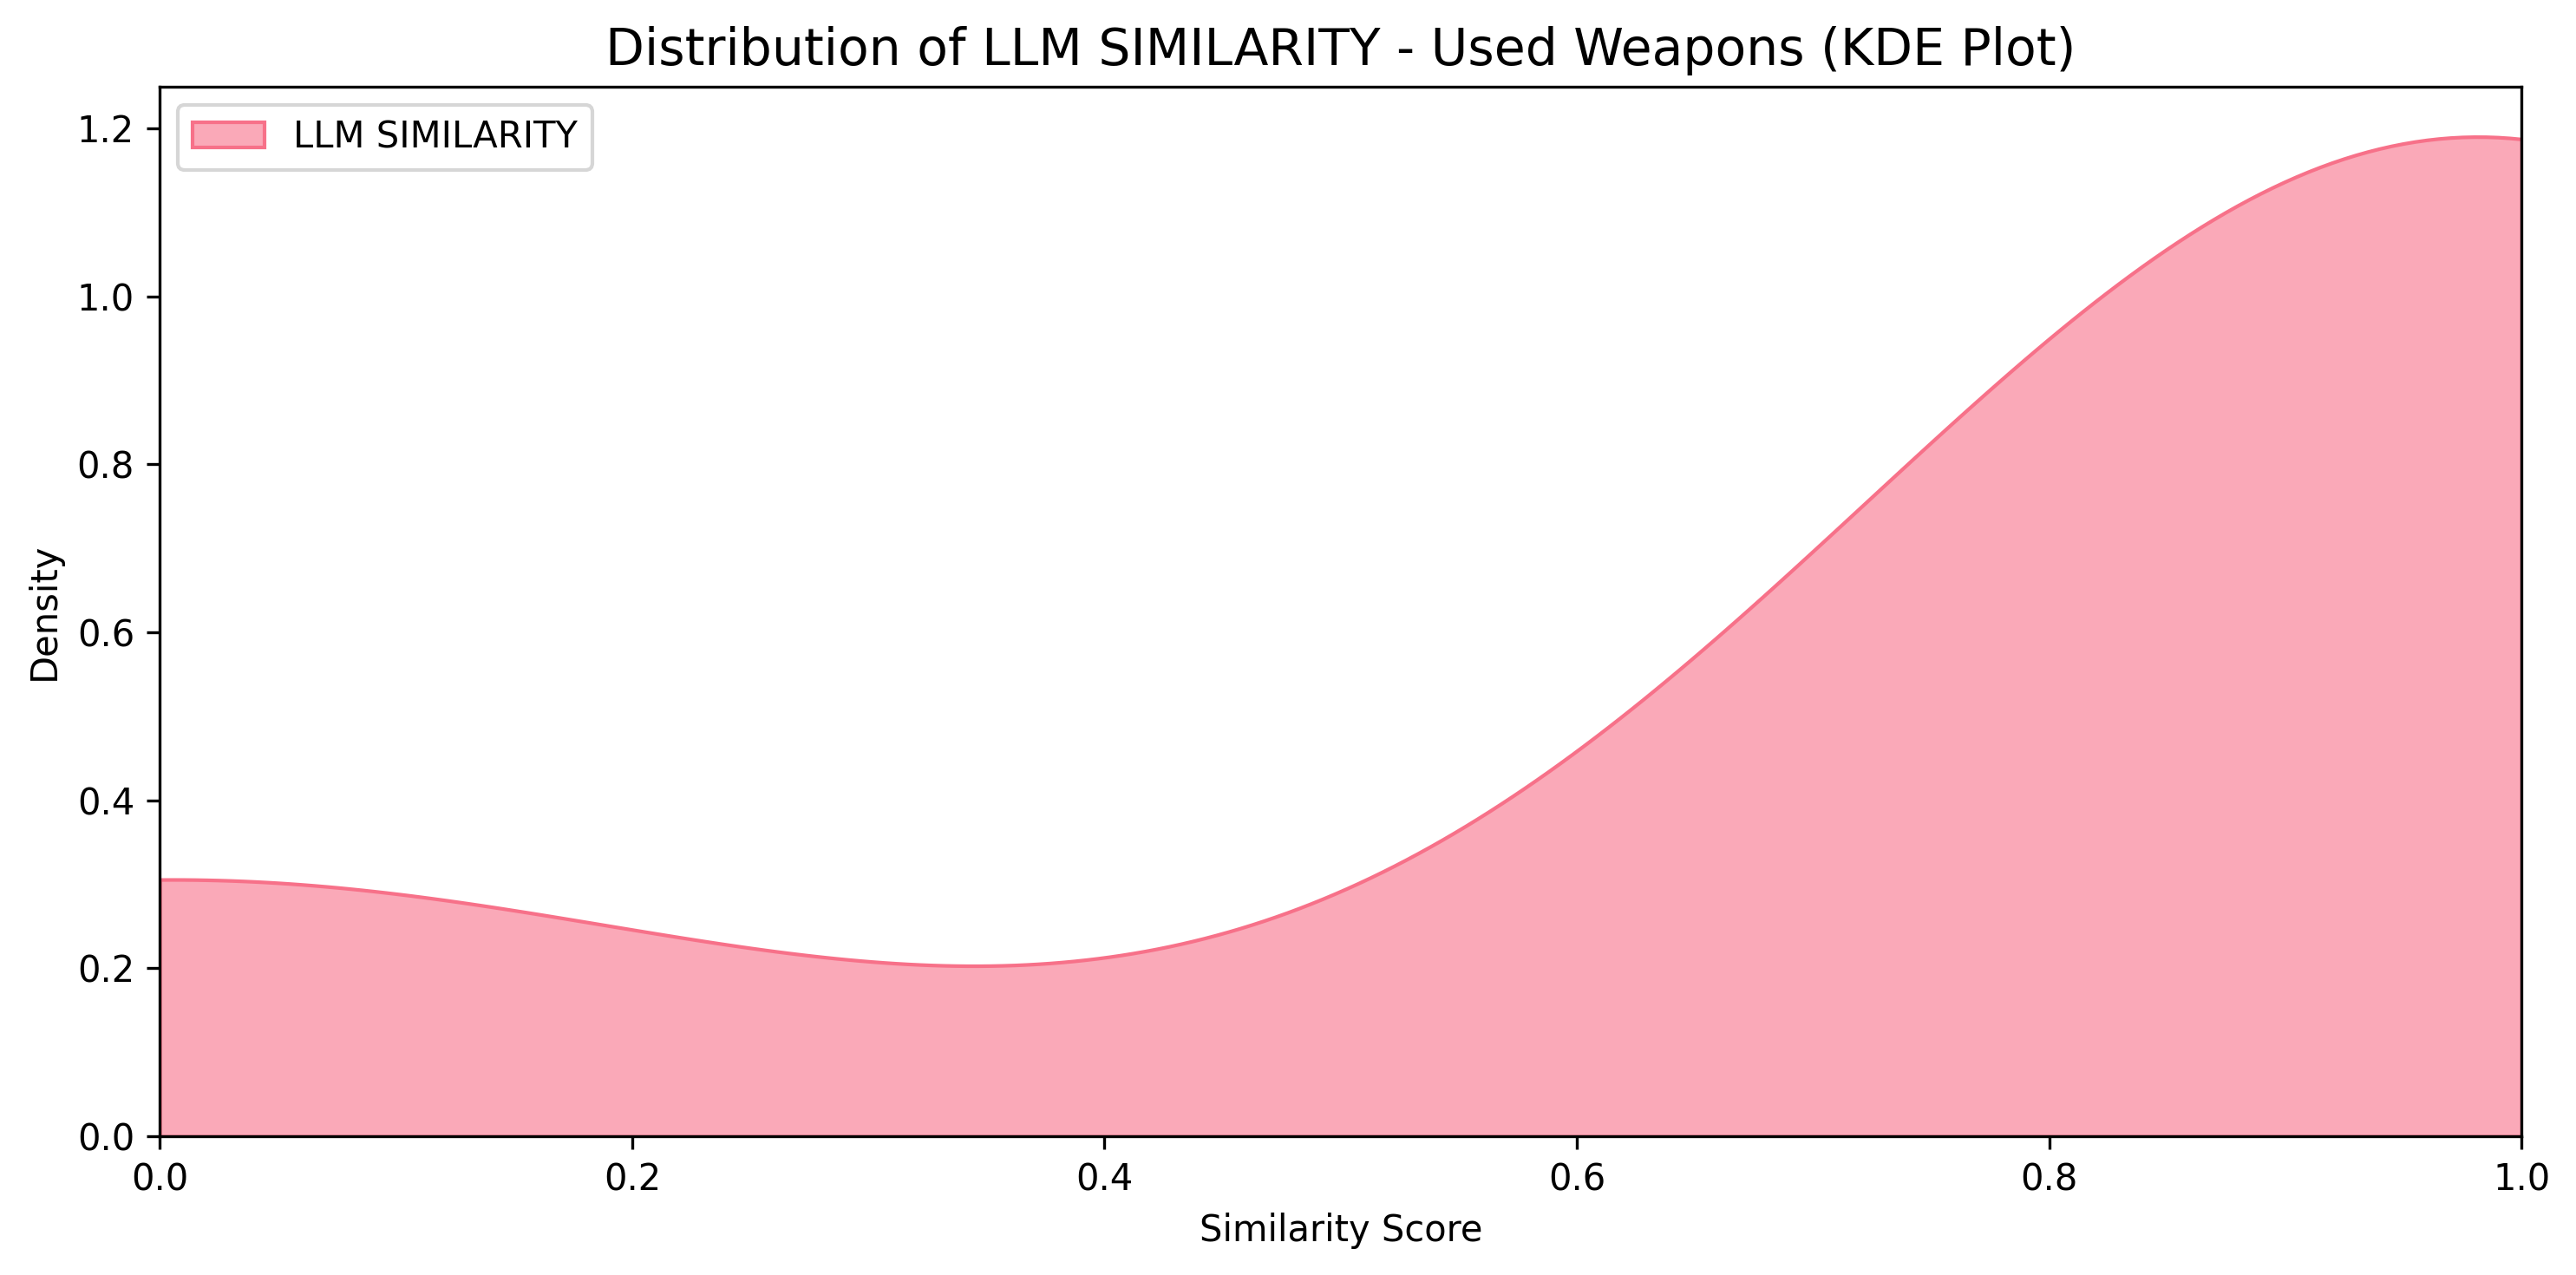 Distribution of LLM SIMILARITY - Used Weapons (KDE Plot)
LLM SIMILARITY
1.2
1.0
0.8
0.6
0.4
0.2
0.0
Density
0.0 0.2 0.4 0.6 0.8 1.0
Similarity Score